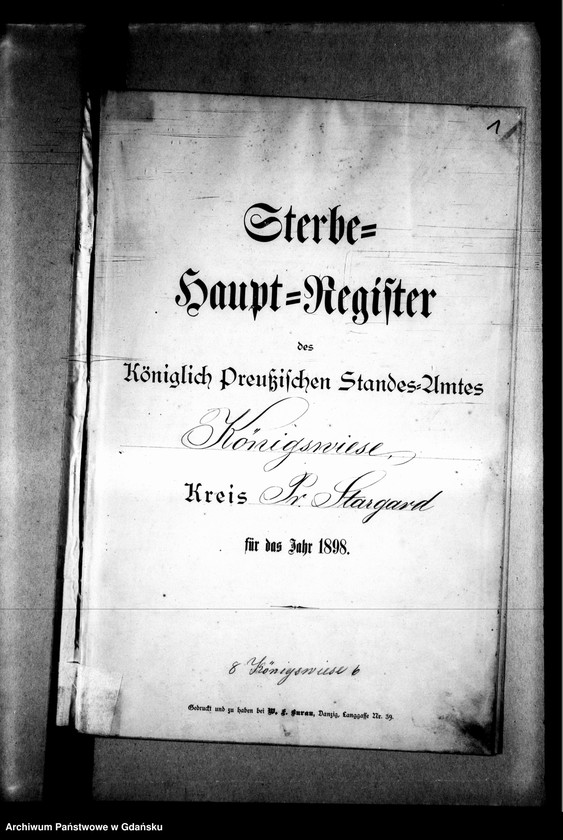 1
Sterbe=
Haupt=Register
des
Königlich Preußischen Standes=Amtes
Königswiese,
Kreis Pr. Stargard
für das Jahr 1898.
8 Königswiese 6
Gedruckt und zu haben bei W. F. Burau, Danzig, Langgasse Nr. 39.
Archiwum Państwowe w Gdańsku